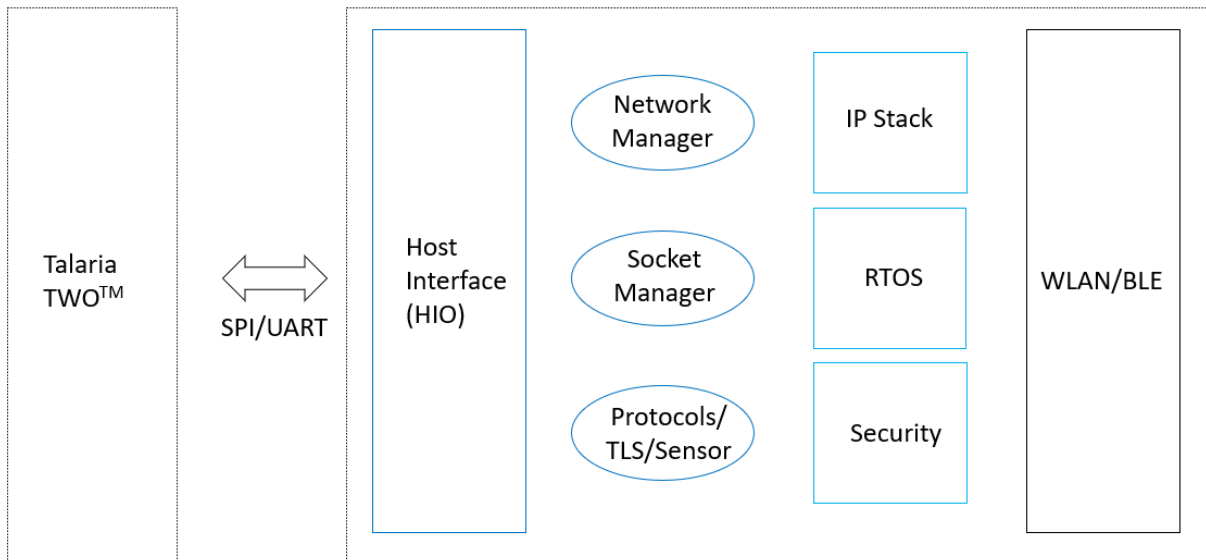 Talaria
TWO™
SPI/UART
Host
Interface
(HIO)
Network
Manager
Socket
Manager
Protocols/
TLS/Sensor
IP Stack
RTOS
Security
WLAN/BLE